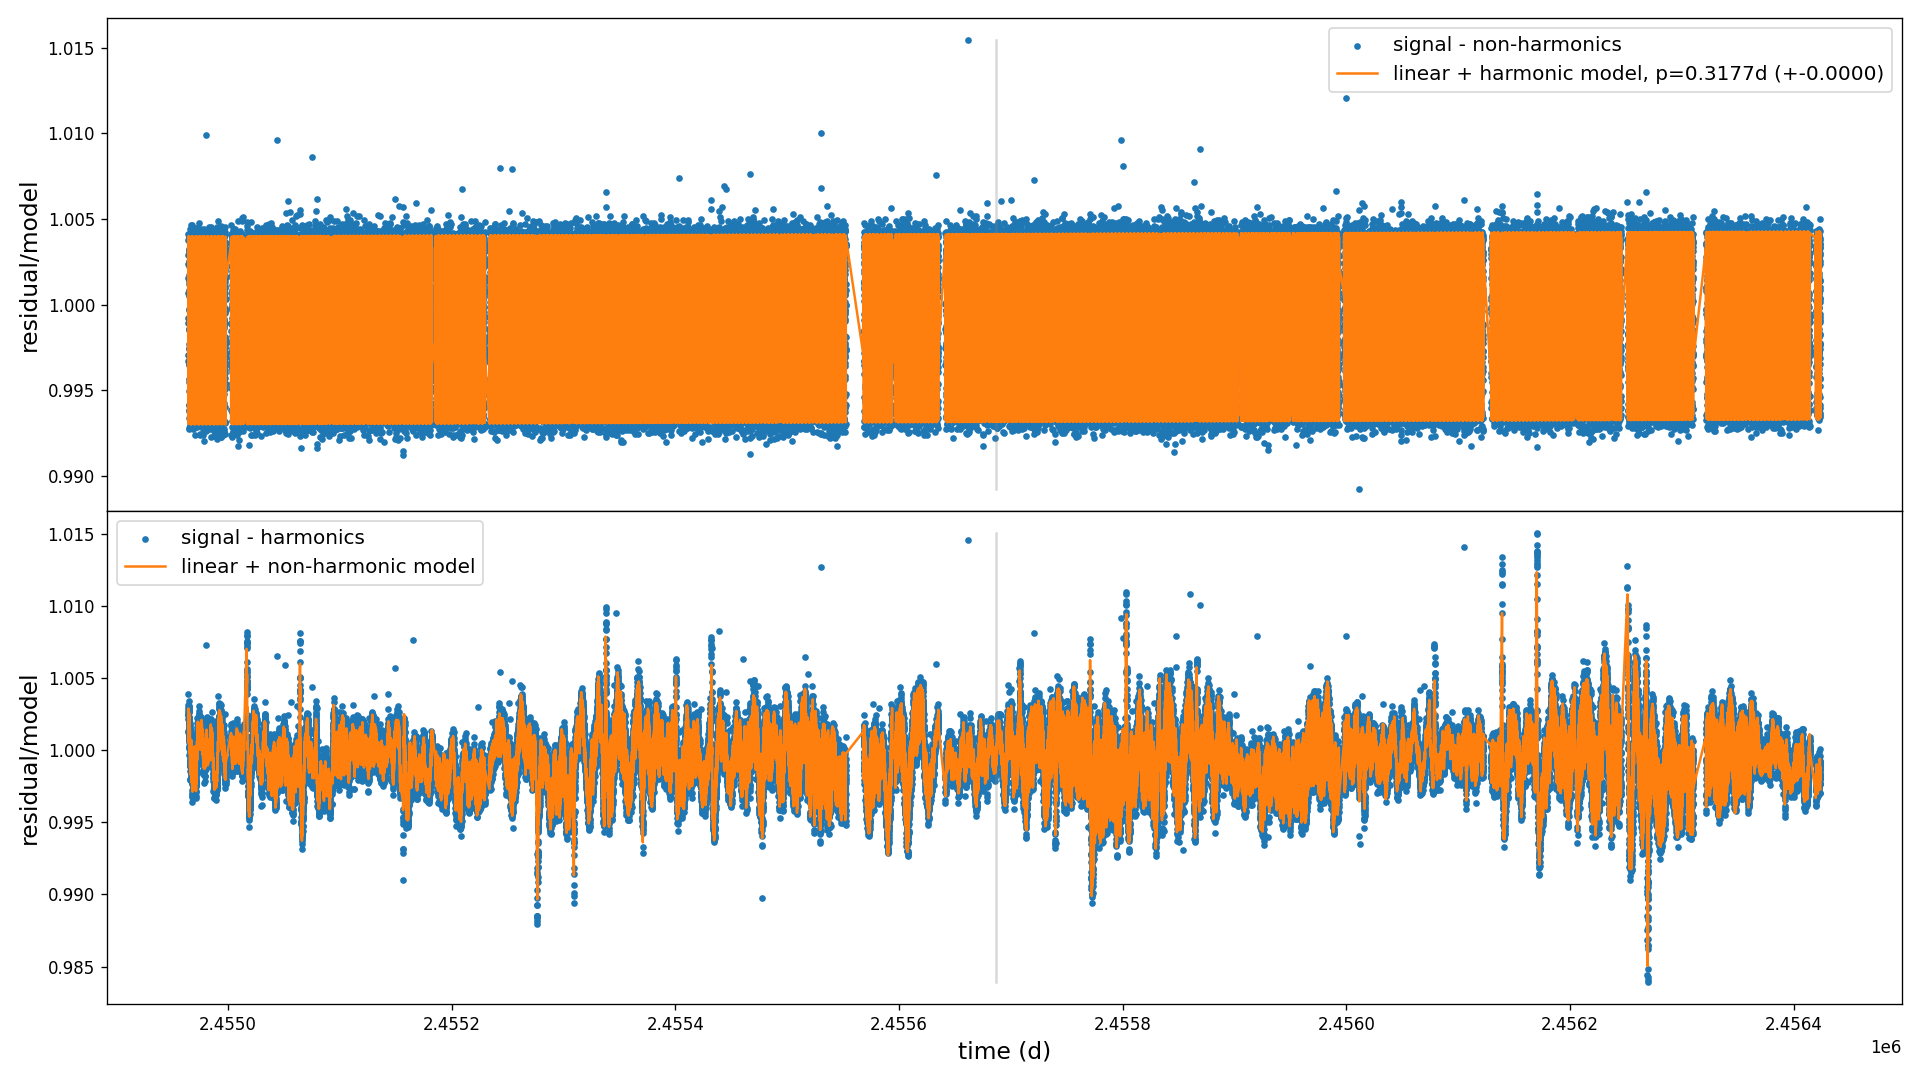 1.015
1.010
1.005
1.000
0.995
0.990
residual/model
signal - non-harmonics
linear + harmonic model, p=0.3177d (+-0.0000)
1.015
1.010
1.005
1.000
0.995
0.990
0.985
residual/model
signal - harmonics
linear + non-harmonic model
2.4550
2.4552
2.4554
2.4556
2.4558
2.4560
2.4562
2.4564
1e6
time (d)